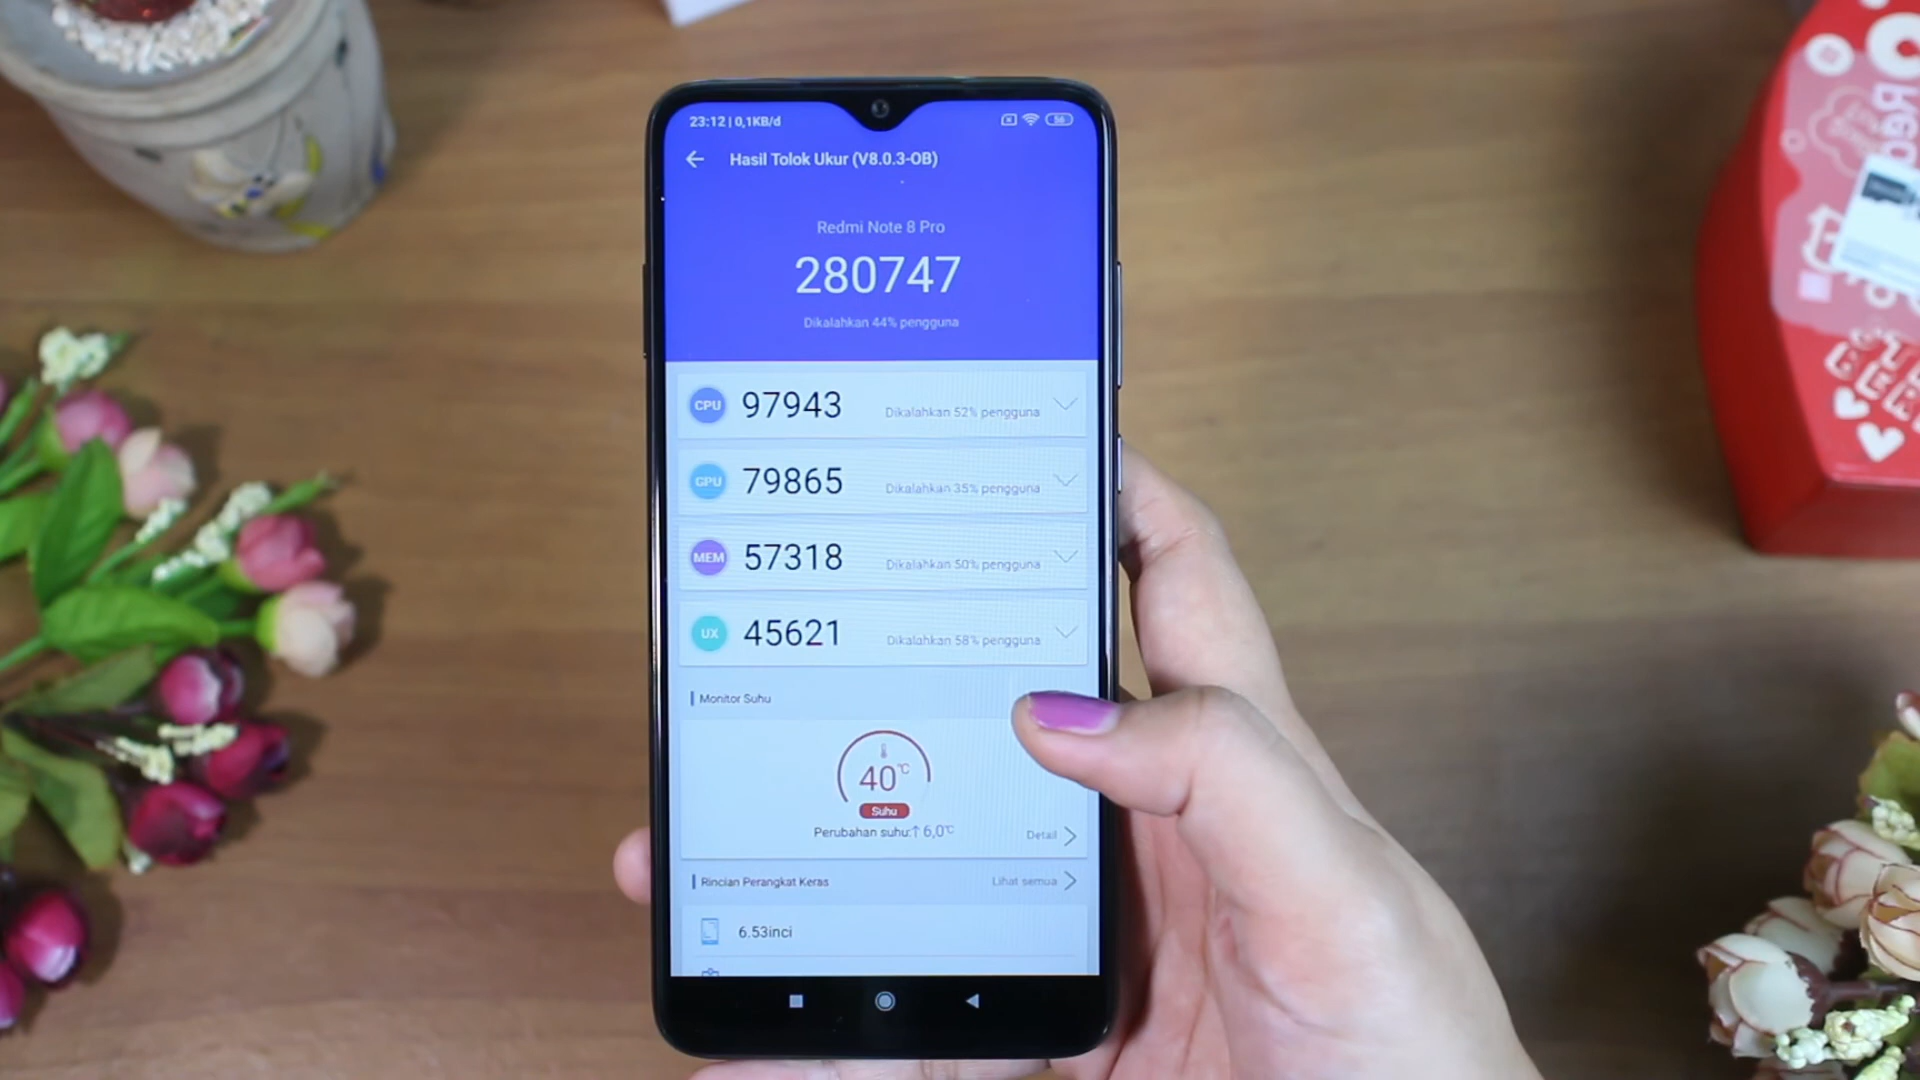 23:12 | 0,1KB/d
56
Hasil Tolok Ukur (V8.0.3-OB)
Redmi Note 8 Pro
280747
Dikalahkan 44% pengguna
CPU 97943 Dikalahkan 52% pengguna
GPU 79865 Dikalahkan 35% pengguna
MEM 57318 Dikalahkan 50% pengguna
UX 45621 Dikalahkan 58% pengguna
Monitor Suhu
40°C
Suhu
Perubahan suhu:↑ 6,0°C
Detail
Rincian Perangkat Keras Lihat semua
6.53inci